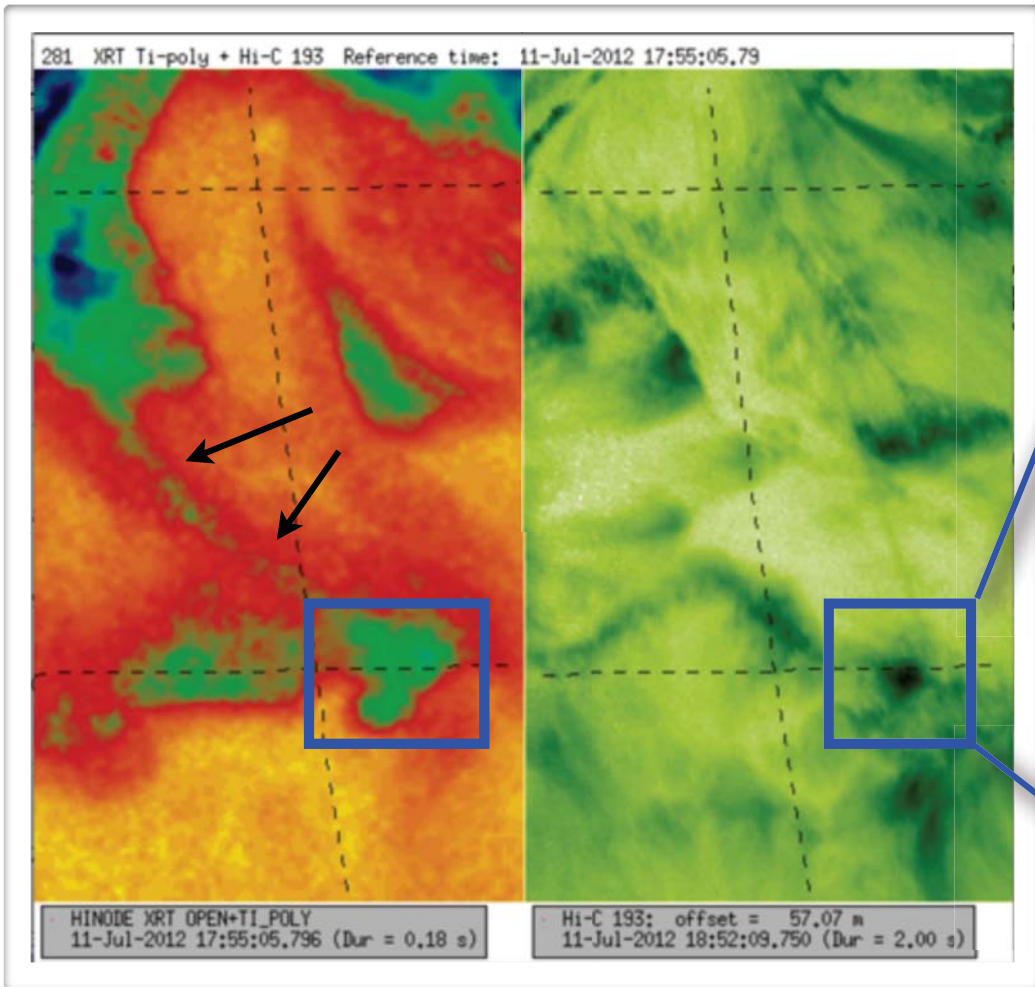 281 XRT Ti-poly + Hi-C 193 Reference time: 11-Jul-2012 17:55:05.79
HINODE XRT OPEN+TI_POLY
11-Jul-2012 17:55:05.796 (Dur = 0.18 s)
Hi-C 193: offset = 57.07 m
11-Jul-2012 18:52:09.750 (Dur = 2.00 s)